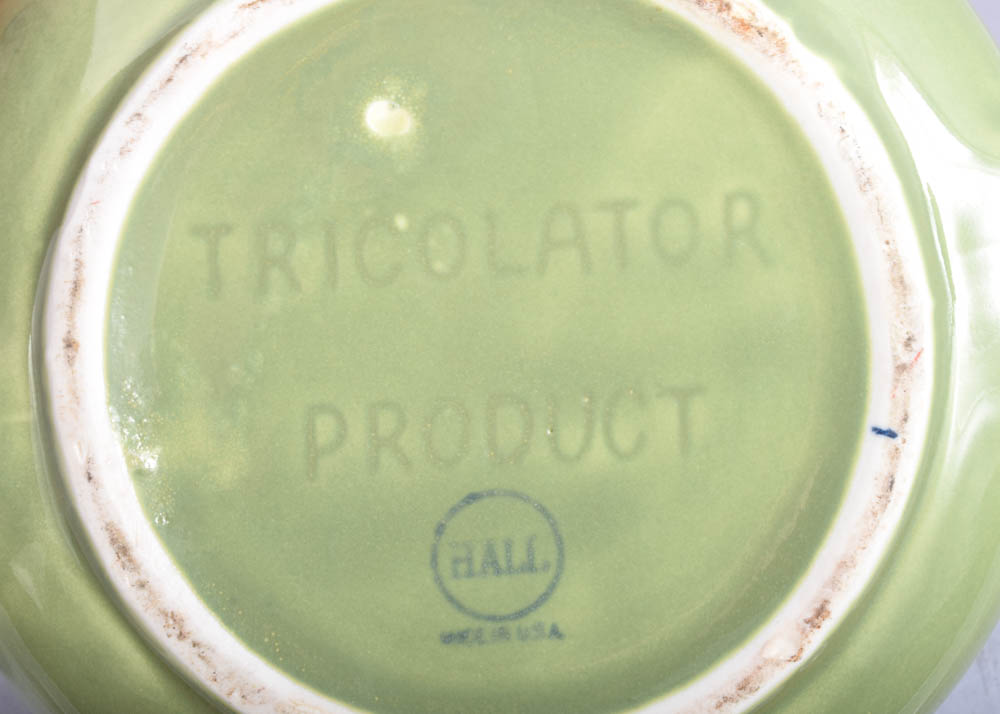 TRICOLATOR
PRODUCT
HALL
MADE IN U.S.A.